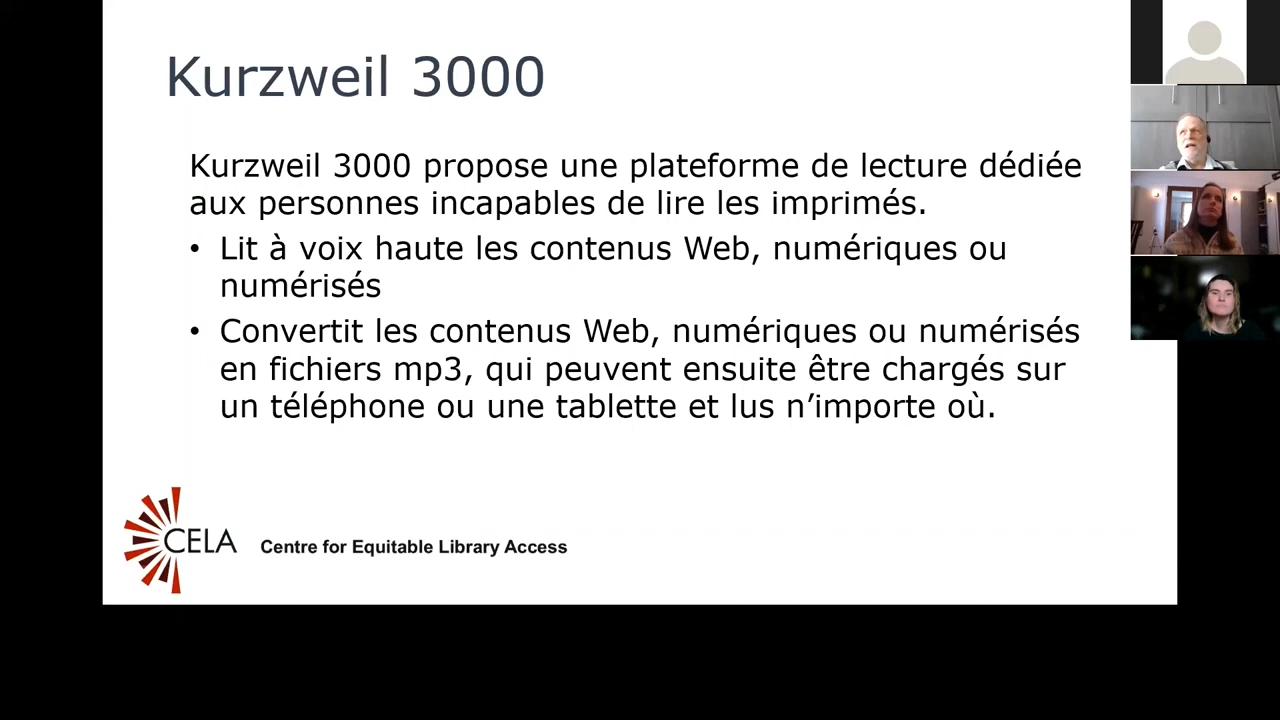 Kurzweil 3000
Kurzweil 3000 propose une plateforme de lecture dédiée
aux personnes incapables de lire les imprimés.
• Lit à voix haute les contenus Web, numériques ou
numérisés
• Convertit les contenus Web, numériques ou numérisés
en fichiers mp3, qui peuvent ensuite être chargés sur
un téléphone ou une tablette et lus n’importe où.
CELA
Centre for Equitable Library Access